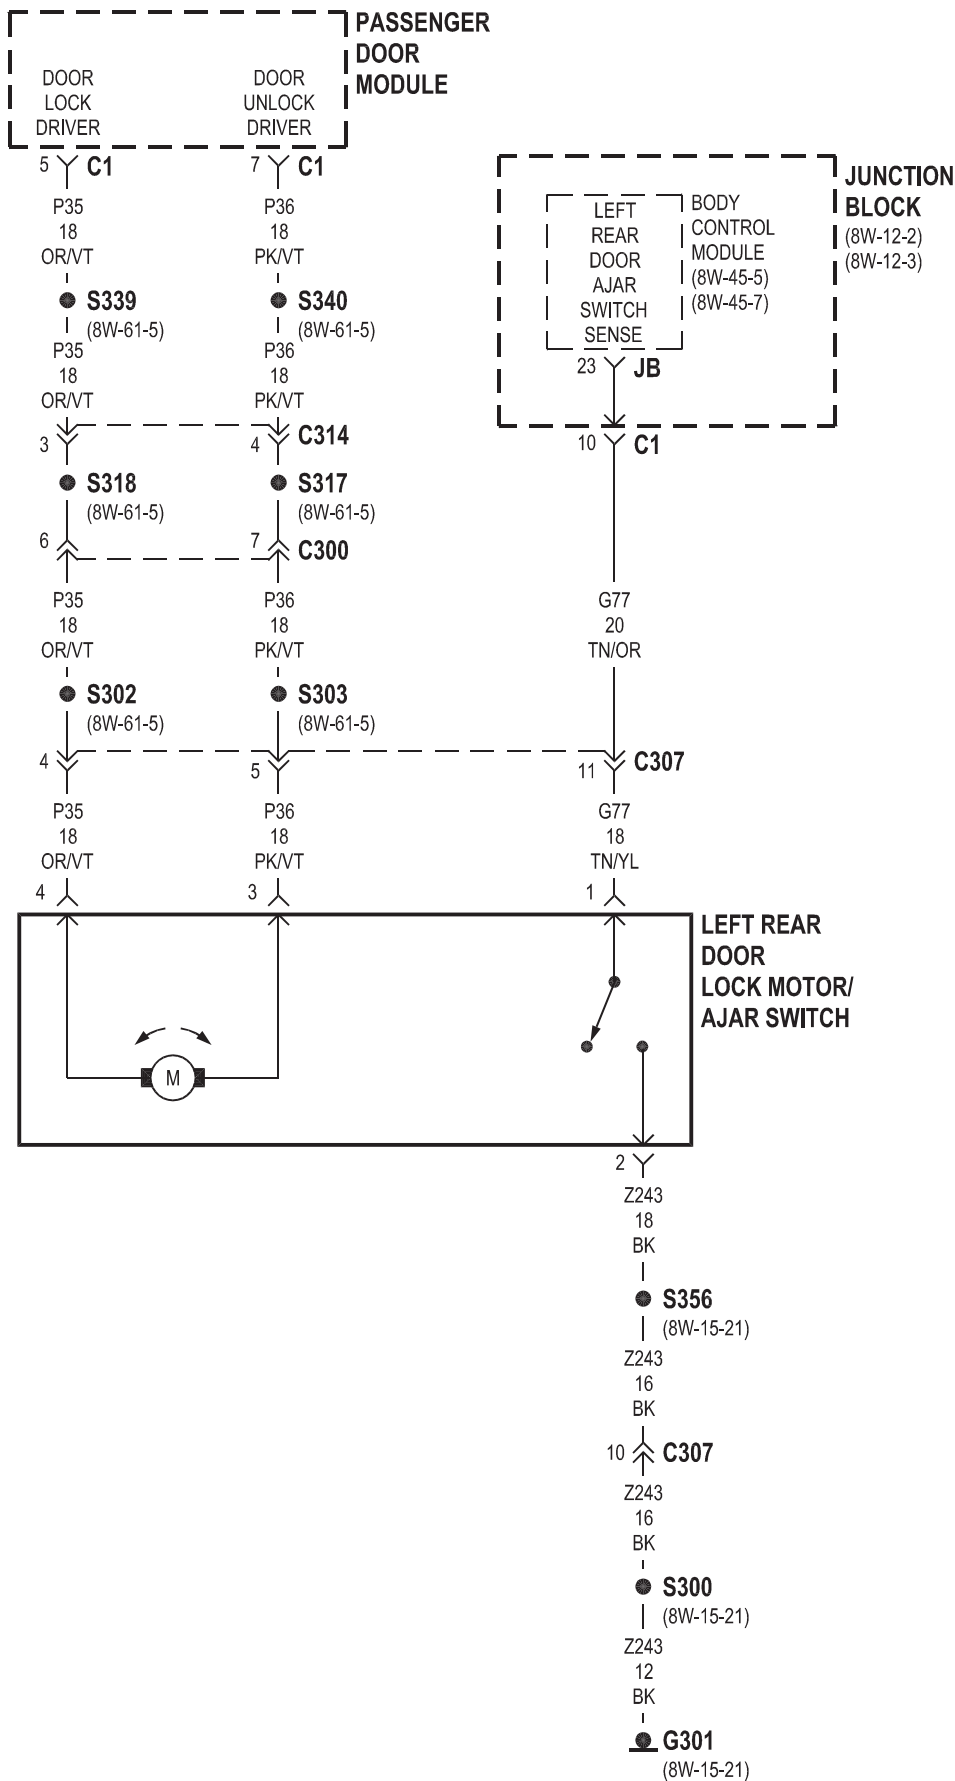 PASSENGER
DOOR
MODULE
DOOR
LOCK
DRIVER
DOOR
UNLOCK
DRIVER
5
C1
7
C1
P35
18
OR/VT
P36
18
PK/VT
S339
(8W-61-5)
S340
(8W-61-5)
P35
18
OR/VT
P36
18
PK/VT
3
4
C314
S318
(8W-61-5)
S317
(8W-61-5)
6
7
C300
P35
18
OR/VT
P36
18
PK/VT
S302
(8W-61-5)
S303
(8W-61-5)
JUNCTION
BLOCK
(8W-12-2)
(8W-12-3)
LEFT
REAR
DOOR
AJAR
SWITCH
SENSE
BODY
CONTROL
MODULE
(8W-45-5)
(8W-45-7)
23
JB
10
C1
G77
20
TN/OR
4
5
11
C307
P35
18
OR/VT
P36
18
PK/VT
G77
18
TN/YL
4
3
1
LEFT REAR
DOOR
LOCK MOTOR/
AJAR SWITCH
M
2
Z243
18
BK
S356
(8W-15-21)
Z243
16
BK
10
C307
Z243
16
BK
S300
(8W-15-21)
Z243
12
BK
G301
(8W-15-21)